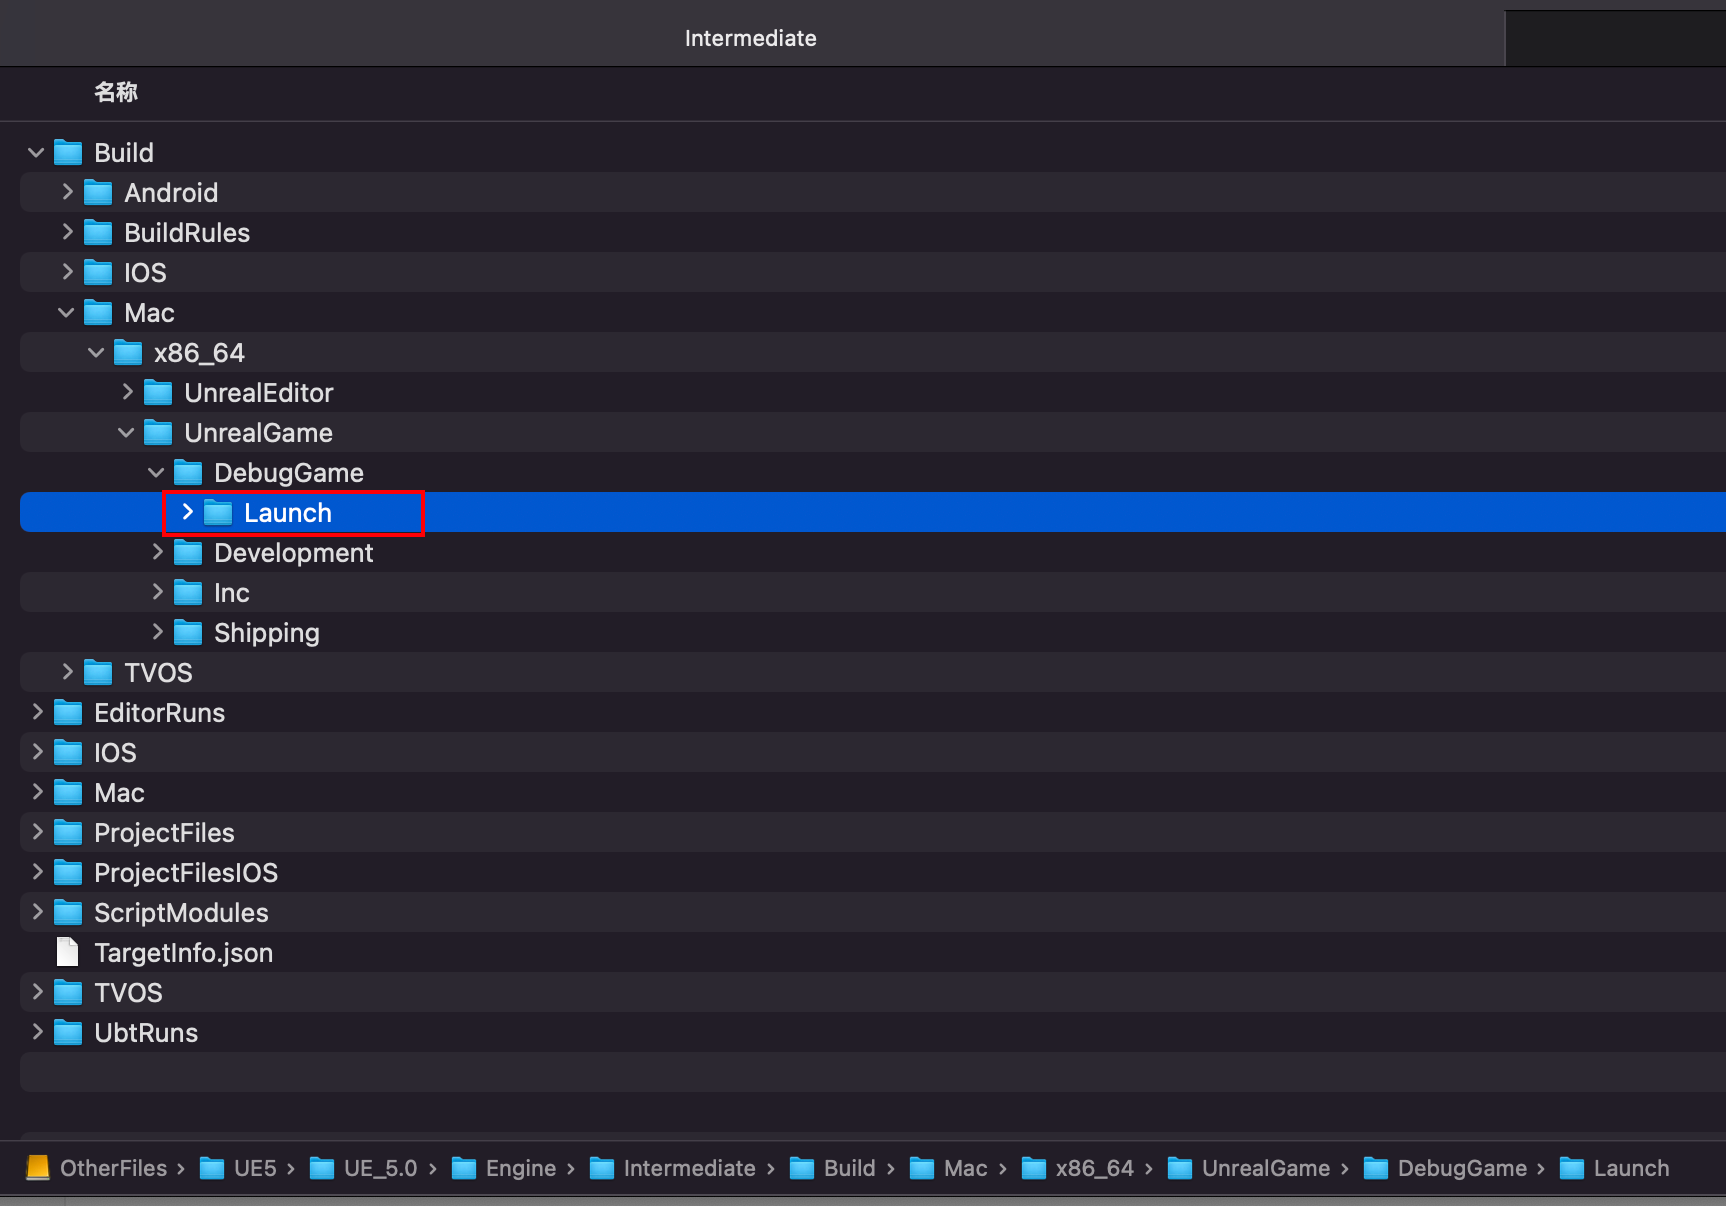 Intermediate
名称
Build
Android
BuildRules
IOS
Mac
x86_64
UnrealEditor
UnrealGame
DebugGame
Launch
Development
Inc
Shipping
TVOS
EditorRuns
IOS
Mac
ProjectFiles
ProjectFilesIOS
ScriptModules
TargetInfo.json
TVOS
UbtRuns
OtherFiles › UE5 › UE_5.0 › Engine › Intermediate › Build › Mac › x86_64 › UnrealGame › DebugGame › Launch